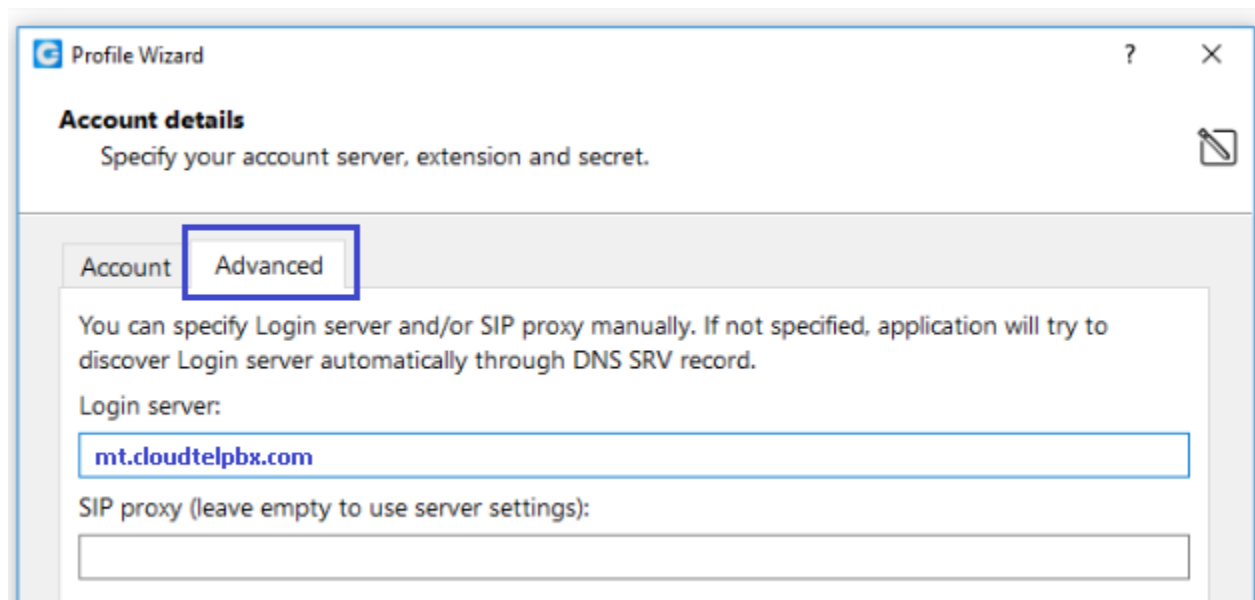 Profile Wizard ?
Account details
Specify your account server, extension and secret.
Account Advanced
You can specify Login server and/or SIP proxy manually. If not specified, application will try to
discover Login server automatically through DNS SRV record.
Login server:
mt.cloudtelpbx.com
SIP proxy (leave empty to use server settings):